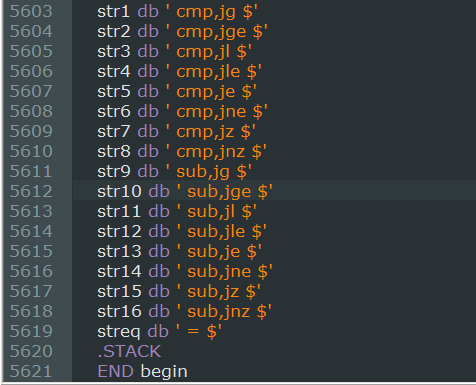 5603 str1 db ' cmp,jg $'
5604 str2 db ' cmp,jge $'
5605 str3 db ' cmp,jl $'
5606 str4 db ' cmp,jle $'
5607 str5 db ' cmp,je $'
5608 str6 db ' cmp,jne $'
5609 str7 db ' cmp,jz $'
5610 str8 db ' cmp,jnz $'
5611 str9 db ' sub,jg $'
5612 str10 db ' sub,jge $'
5613 str11 db ' sub,jl $'
5614 str12 db ' sub,jle $'
5615 str13 db ' sub,je $'
5616 str14 db ' sub,jne $'
5617 str15 db ' sub,jz $'
5618 str16 db ' sub,jnz $'
5619 streq db ' = $'
5620 .STACK
5621 END begin